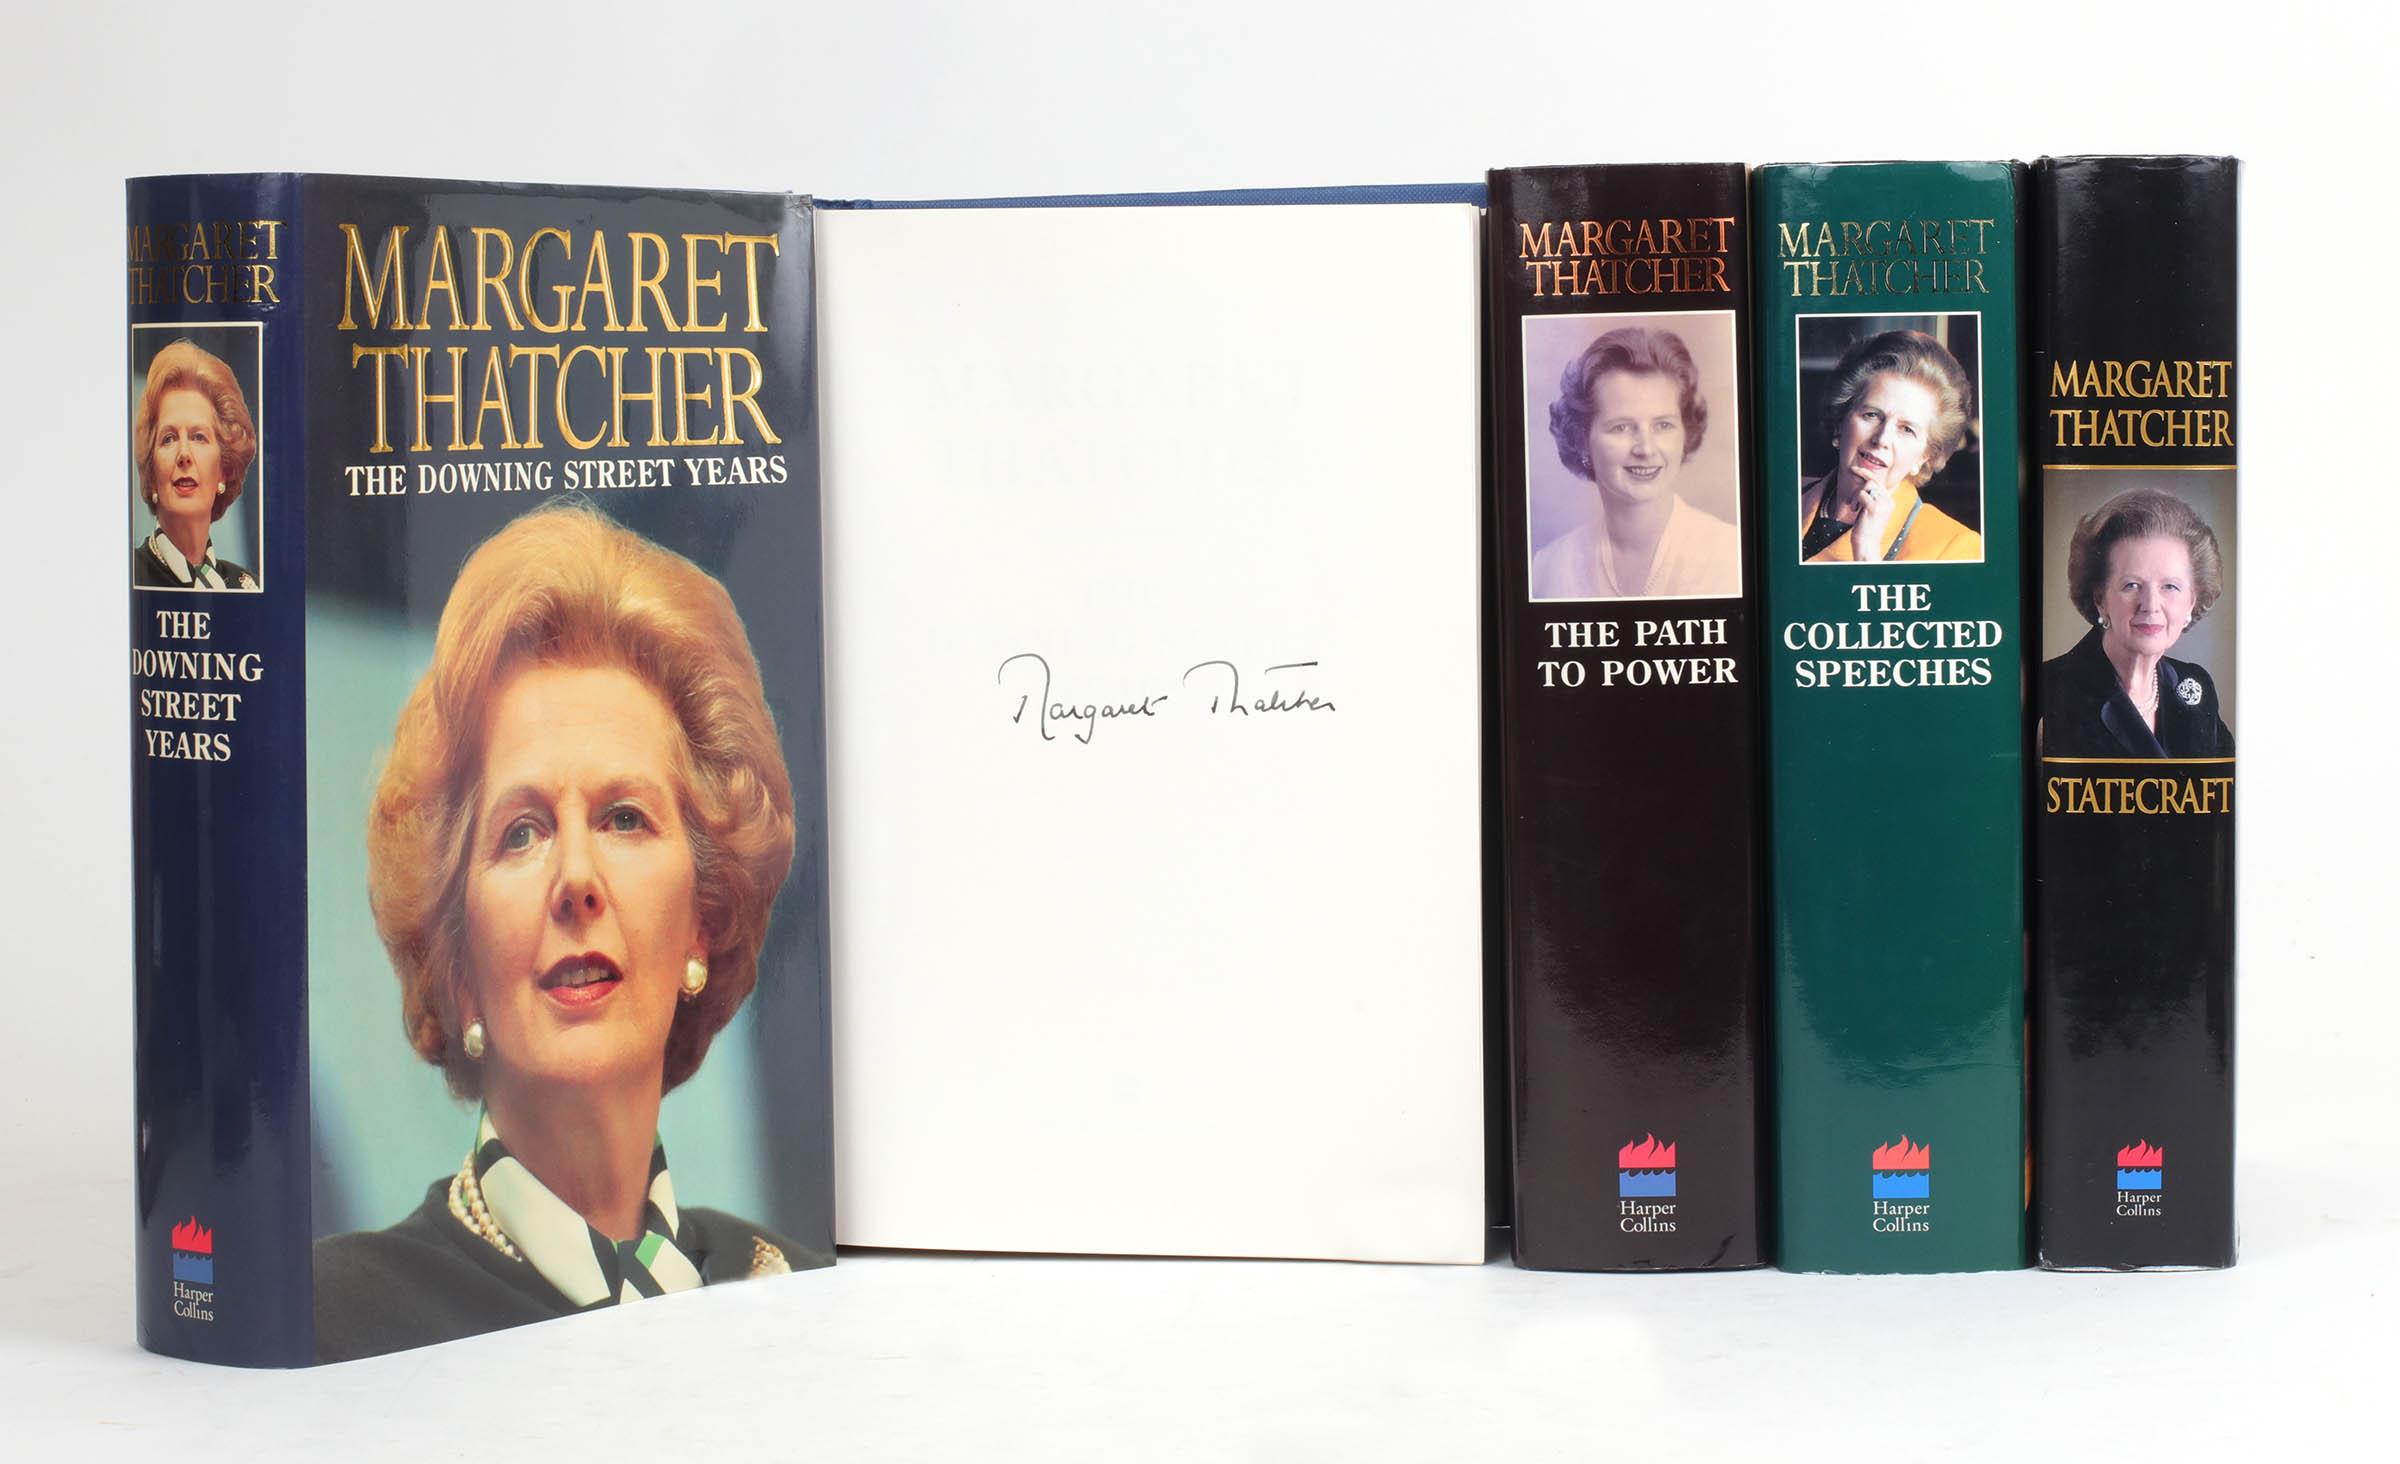 MARGARET
THATCHER
THE
DOWNING
STREET
YEARS
Harper
Collins
MARGARET
THATCHER
THE DOWNING STREET YEARS
Margaret Thatcher
MARGARET
THATCHER
THE PATH
TO POWER
Harper
Collins
MARGARET
THATCHER
THE
COLLECTED
SPEECHES
Harper
Collins
MARGARET
THATCHER
STATECRAFT
Harper
Collins